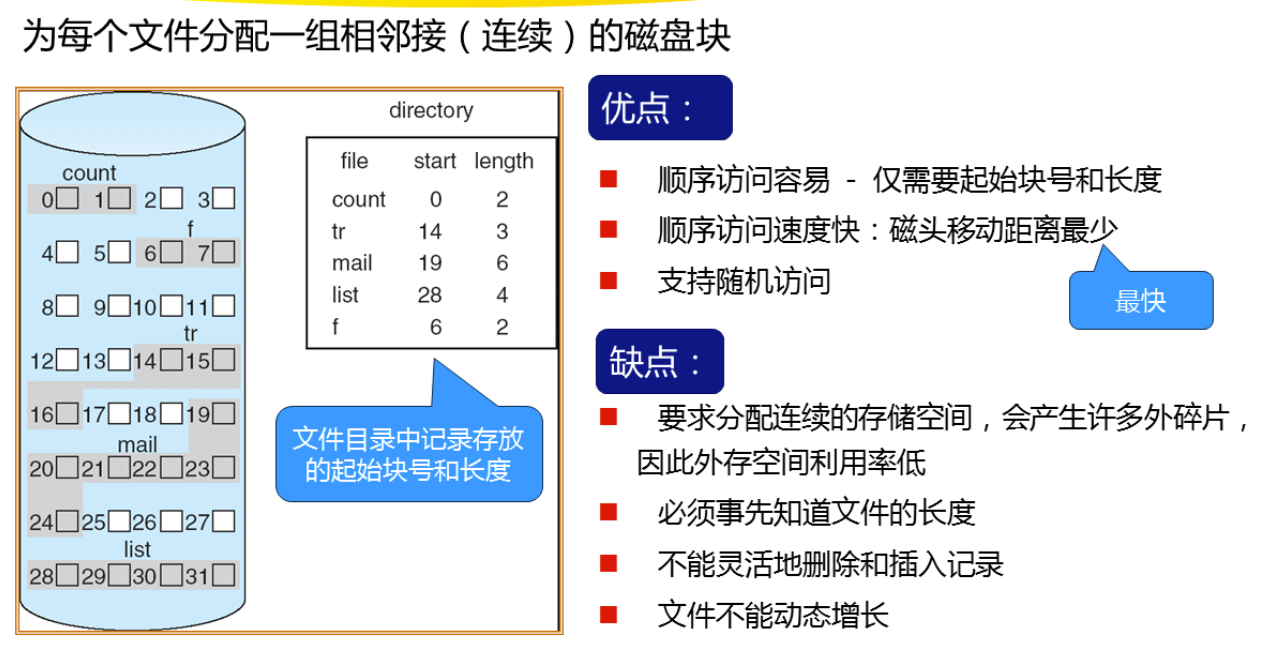 为每个文件分配一组相邻接（连续）的磁盘块
count
0 1 2 3
f
4 5 6 7
8 9 10 11
tr
12 13 14 15
16 17 18 19
mail
20 21 22 23
24 25 26 27
list
28 29 30 31
directory
file start length
count 0 2
tr 14 3
mail 19 6
list 28 4
f 6 2
文件目录中记录存放
的起始块号和长度
优点：
顺序访问容易 - 仅需要起始块号和长度
顺序访问速度快：磁头移动距离最少
最快
支持随机访问
缺点：
要求分配连续的存储空间，会产生许多外碎片，
因此外存空间利用率低
必须事先知道文件的长度
不能灵活地删除和插入记录
文件不能动态增长